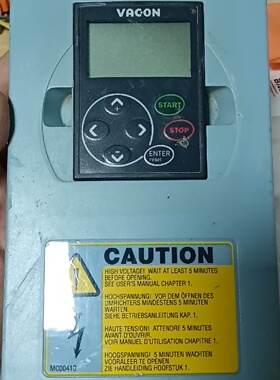 VACON
START
STOP
ENTER
reset
CAUTION
HIGH VOLTAGE! WAIT AT LEAST 5 MINUTES
BEFORE OPENING.
SEE USER'S MANUAL CHAPTER 1.
HOCHSPANNUNG! VOR DEM ÖFFNEN DES
UMRICHTERS MINDESTENS 5 MINUTEN
WARTEN.
SIEHE BETRIEBSANLEITUNG KAP. 1.
HAUTE TENSION! ATTENDRE 5 MINUTES
AVANT D'OUVRIR.
VOIR MANUEL D'UTILISATION CHAPITRE 1.
HOOGSPANNING! 5 MINUTEN WACHTEN
VOORALEER TE OPENEN
ZIE HANDLEIDING HOOFSTUK 1.
MC00410